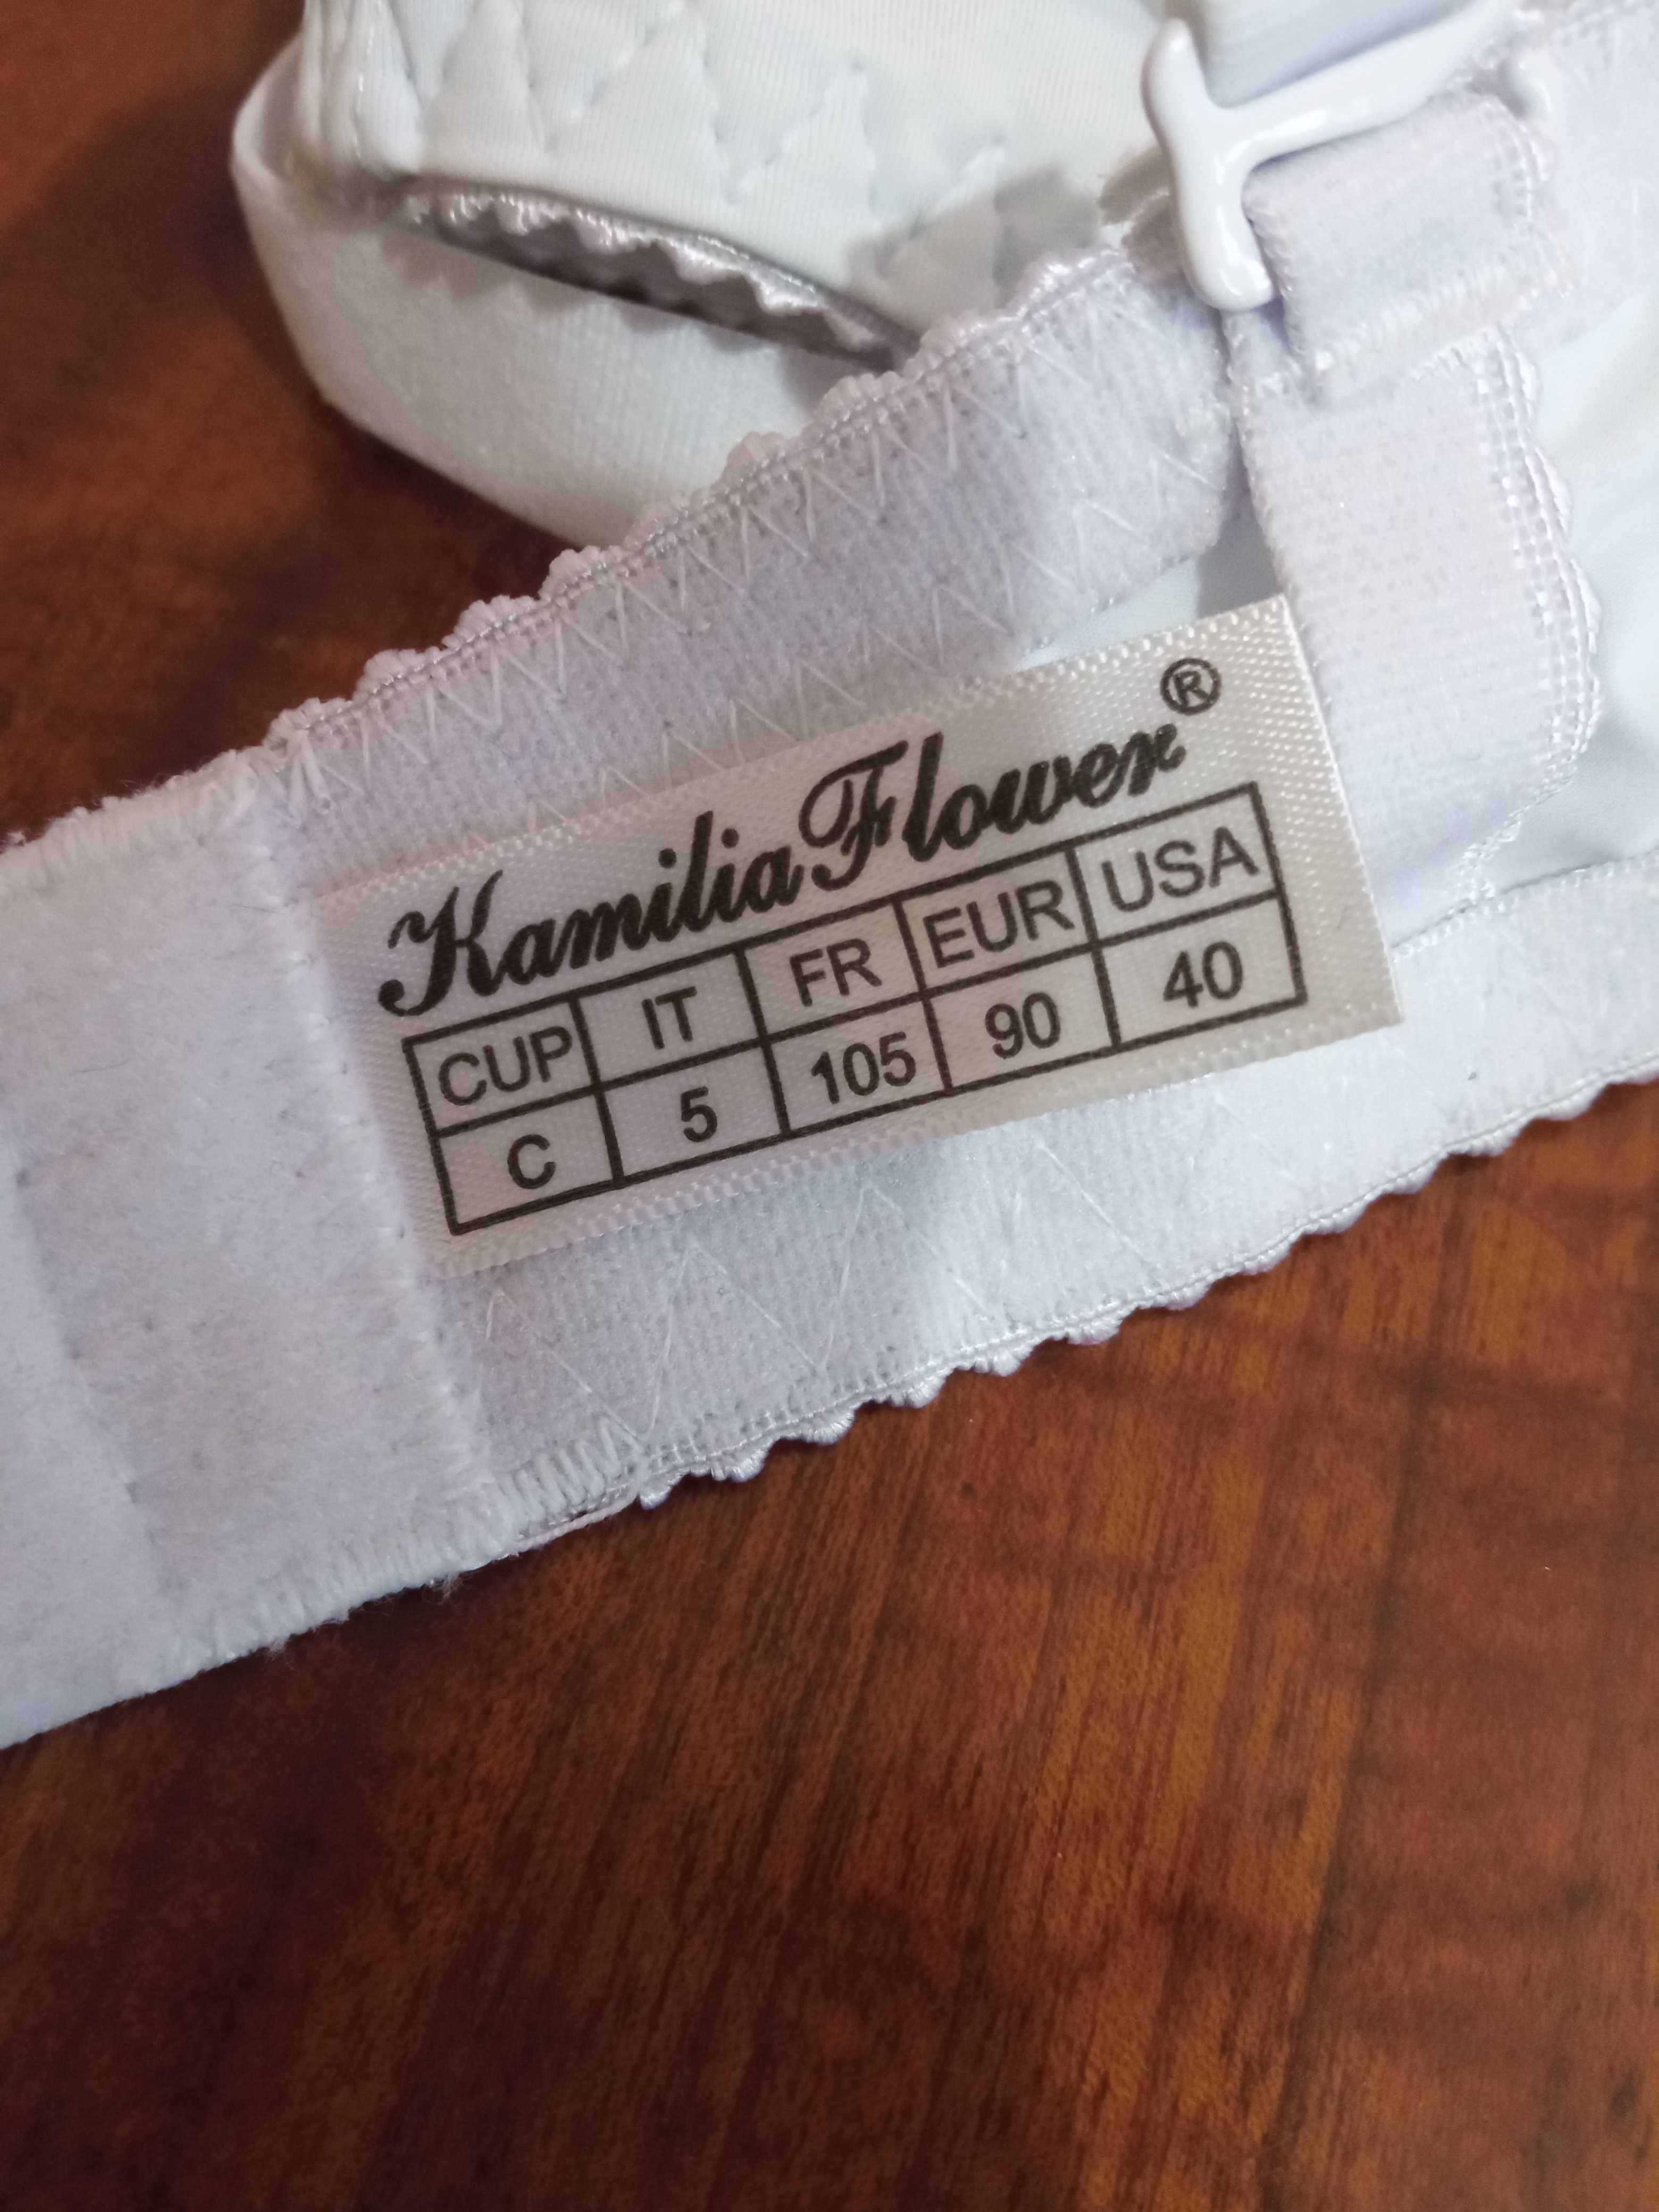 Kamilia Flower®
CUP IT FR EUR USA
C 5 105 90 40